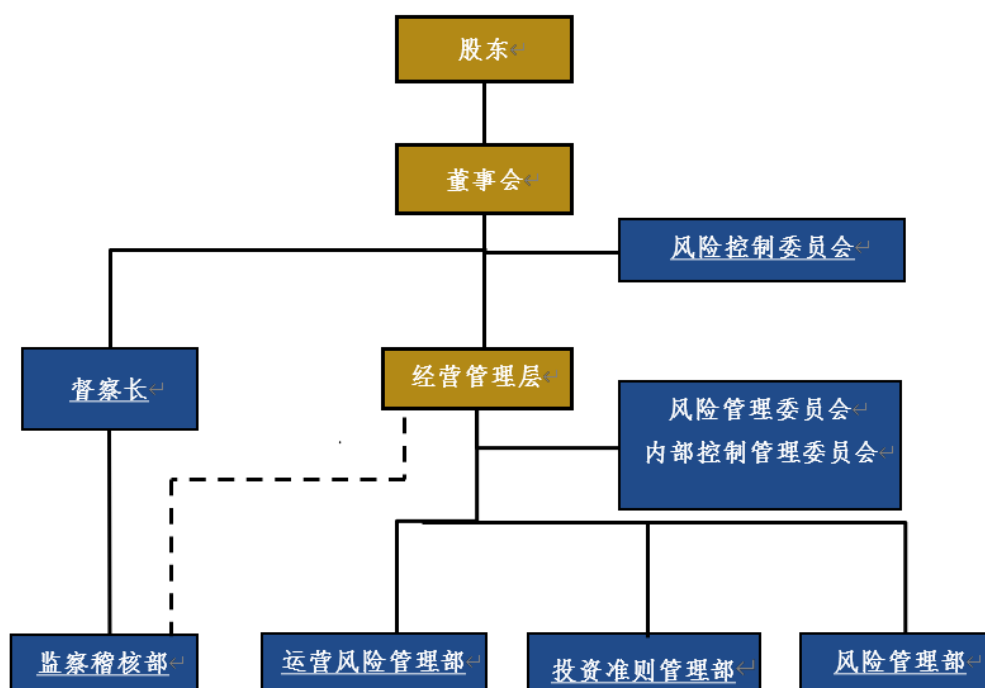 股东
董事会
风险控制委员会
督察长
经营管理层
风险管理委员会
内部控制管理委员会
监察稽核部
运营风险管理部
投资准则管理部
风险管理部